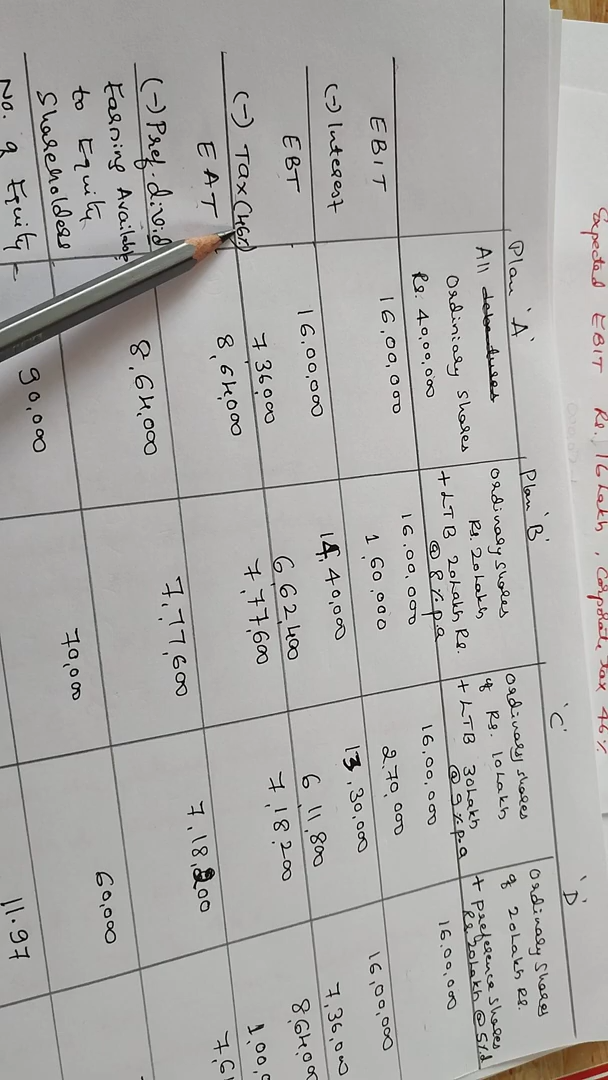 Expected EBIT Rs. 16 Lakh, Corporate tax 46%
Plan 'A'
Plan 'B'
'C'
'D'
All
Ordiniary Shares
Rs. 40,00,000
Ordinary Shares
Rs. 20 Lakh
+ LTB 20 Lakh Rs.
@ 8% p.a
Ordinary Shares
of Rs. 10 Lakh
+ LTB 30 Lakh
@ 9% p.a
Ordinary Shares
of 20 Lakh Rs.
+ preference Shares
Rs. 20 Lakh @ 5%
EBIT 16,00,000 16,00,000 16,00,000 16,00,000
(-) Interest 1,60,000 2,70,000
EBT 16,00,000 14,40,000 13,30,000 16,00,000
(-) Tax (46%) 7,36,000 6,62,400 6,11,800 7,36,000
EAT 8,64,000 7,77,600 7,18,200 8,64,00
(-) Pref. divid 1,00,0
Earning Available
to Equity
Shareholders 8,64,000 7,77,600 7,18,200 7,6
No. of Equity 90,000 70,000 60,000
11.97